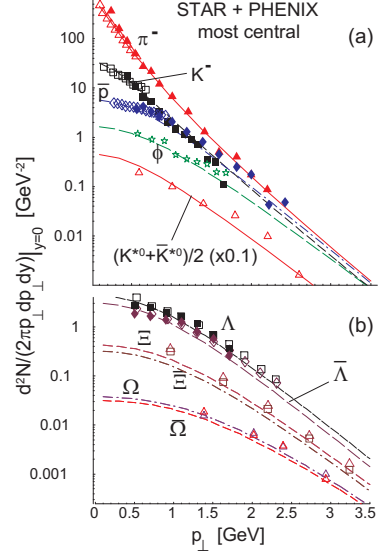 STAR + PHENIX
most central
(a)
100
π⁻
K⁻
p̄
10
1
ϕ
0.1
0.01
(K*⁰+K̄*⁰)/2 (x0.1)
d²N/(2πp⊥ dp⊥ dy)|y=0 [GeV⁻²]
(b)
Λ
1
Ξ
Λ̄
Ξ̄
0.1
Ω
0.01
Ω̄
0.001
0 0.5 1 1.5 2 2.5 3 3.5
p⊥ [GeV]